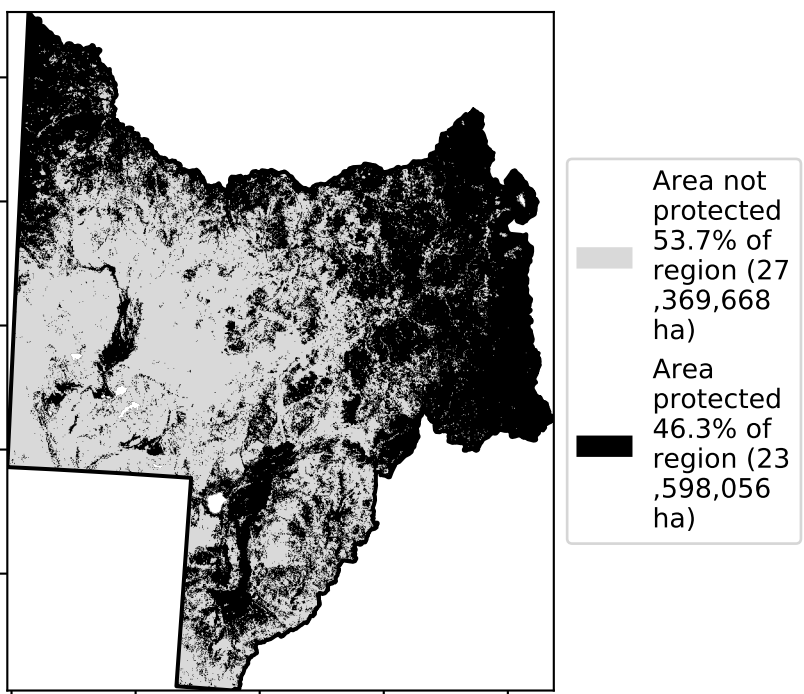 Area not
protected
53.7% of
region (27
,369,668
ha)
Area
protected
46.3% of
region (23
,598,056
ha)